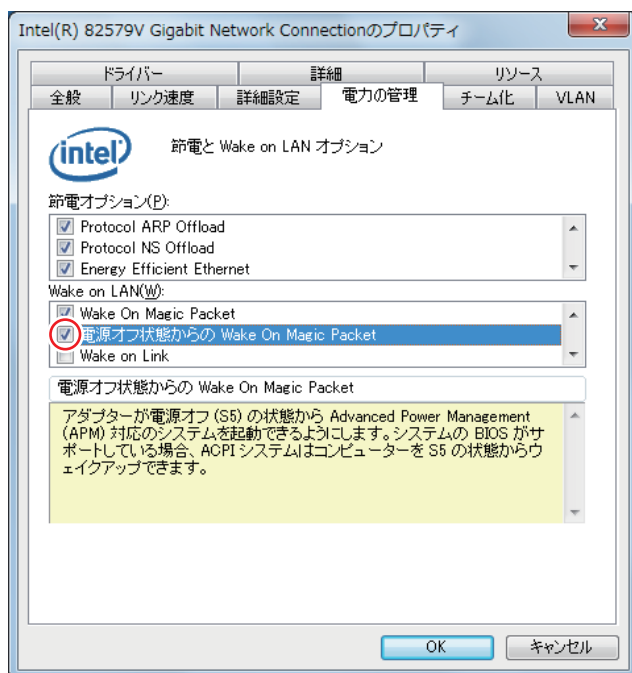 Intel(R) 82579V Gigabit Network Connectionのプロパティ
ドライバー 詳細 リソース
全般 リンク速度 詳細設定 電力の管理 チーム化 VLAN
intel 節電と Wake on LAN オプション
節電オプション(P):
Protocol ARP Offload
Protocol NS Offload
Energy Efficient Ethernet
Wake on LAN(W):
Wake On Magic Packet
電源オフ状態からの Wake On Magic Packet
Wake on Link
電源オフ状態からの Wake On Magic Packet
アダプターが電源オフ (S5) の状態から Advanced Power Management
(APM) 対応のシステムを起動できるようにします。システムの BIOS がサ
ポートしている場合、ACPI システムはコンピューターを S5 の状態からウ
ェイクアップできます。
OK キャンセル